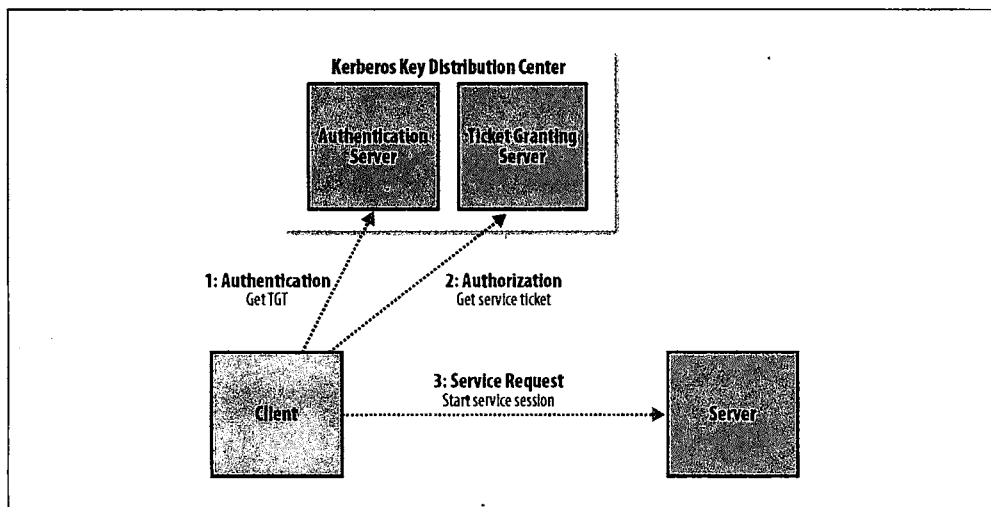 Kerberos Key Distribution Center
Authentication
Server
Ticket Granting
Server
1: Authentication
Get TGT
2: Authorization
Get service ticket
3: Service Request
Start service session
Client
Server